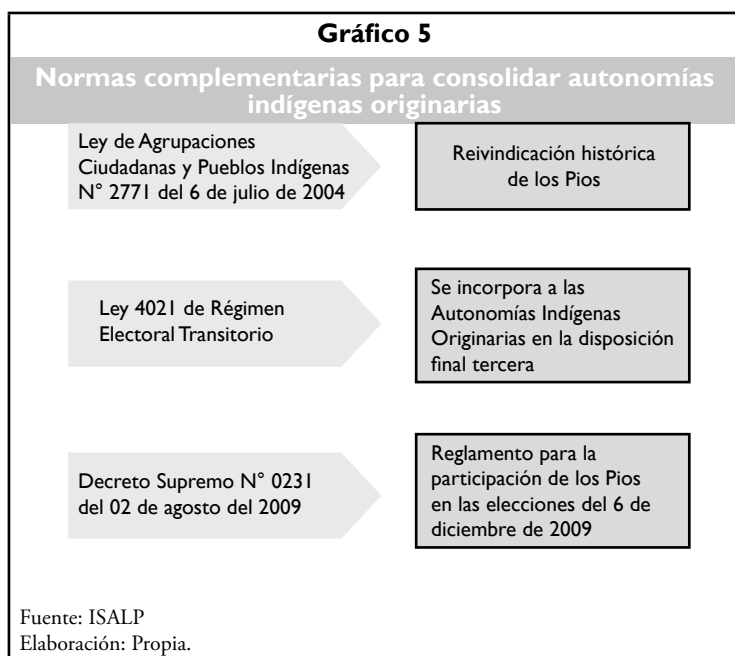 Gráfico 5
Normas complementarias para consolidar autonomías
indígenas originarias
Ley de Agrupaciones
Ciudadanas y Pueblos Indígenas
N° 2771 del 6 de julio de 2004
Reivindicación histórica
de los Pios
Ley 4021 de Régimen
Electoral Transitorio
Se incorpora a las
Autonomías Indígenas
Originarias en la disposición
final tercera
Decreto Supremo N° 0231
del 02 de agosto del 2009
Reglamento para la
participación de los Pios
en las elecciones del 6 de
diciembre de 2009
Fuente: ISALP
Elaboración: Propia.